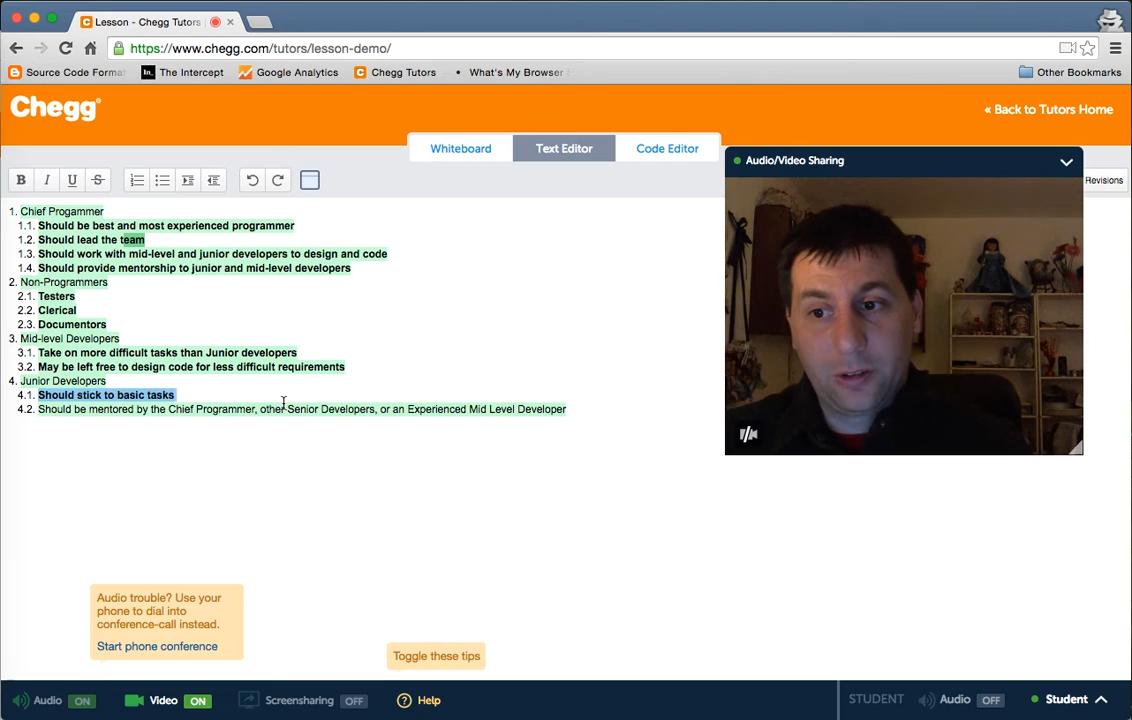 Lesson - Chegg Tutors
https://www.chegg.com/tutors/lesson-demo/
Source Code Format
The Intercept
Google Analytics
Chegg Tutors
What's My Browser
Other Bookmarks
Chegg
« Back to Tutors Home
Whiteboard
Text Editor
Code Editor
Audio/Video Sharing
B I U S
Revisions
1. Chief Progammer
1.1. Should be best and most experienced programmer
1.2. Should lead the team
1.3. Should work with mid-level and junior developers to design and code
1.4. Should provide mentorship to junior and mid-level developers
2. Non-Programmers
2.1. Testers
2.2. Clerical
2.3. Documentors
3. Mid-level Developers
3.1. Take on more difficult tasks than Junior developers
3.2. May be left free to design code for less difficult requirements
4. Junior Developers
4.1. Should stick to basic tasks
4.2. Should be mentored by the Chief Programmer, other Senior Developers, or an Experienced Mid Level Developer
Audio trouble? Use your
phone to dial into
conference-call instead.
Start phone conference
Toggle these tips
Audio ON
Video ON
Screensharing OFF
? Help
STUDENT
Audio OFF
Student